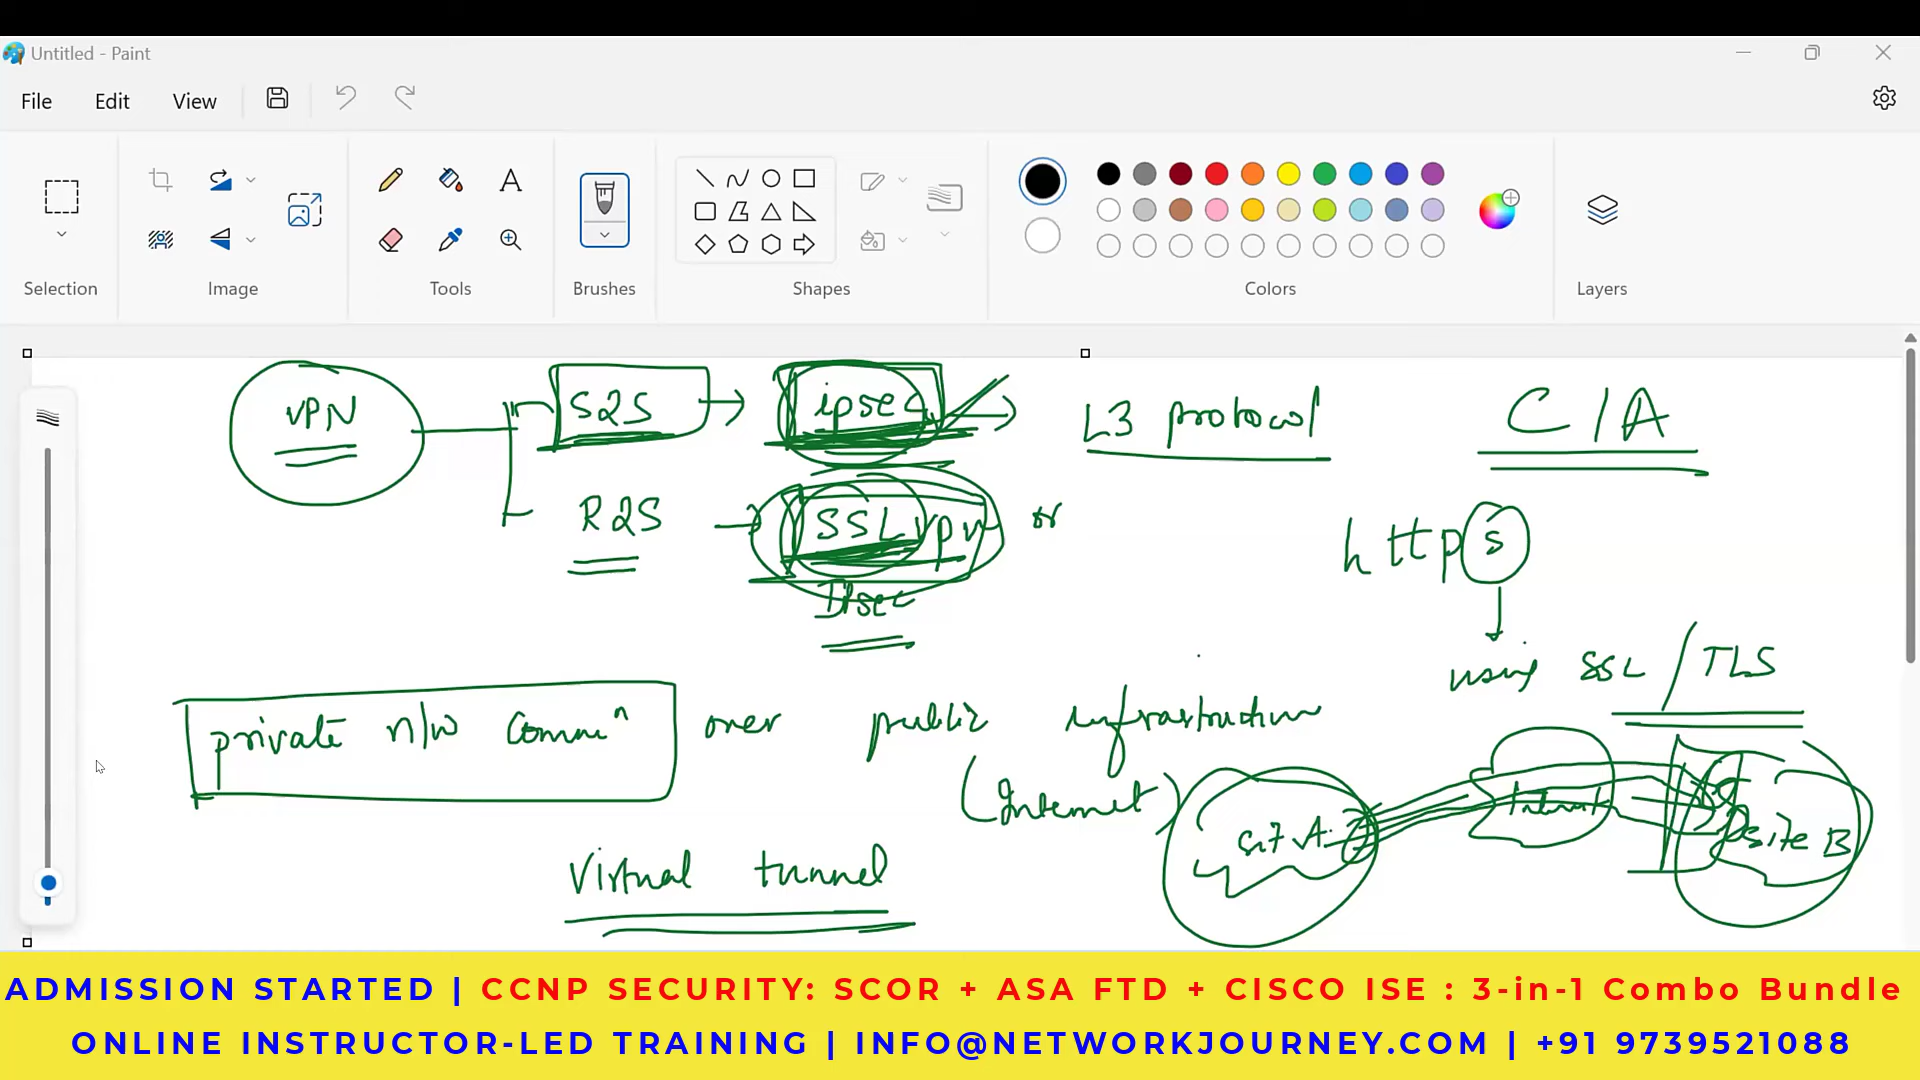 Untitled - Paint
File Edit View
Selection Image Tools Brushes Shapes Colors Layers
VPN S2S ipsec L3 protocol C/A
R2S SSL vpn or https
IPsec
using SSL / TLS
private n/w commⁿ over public infrastructure
(Internet) Site A Internet Site B
Virtual tunnel
ADMISSION STARTED | CCNP SECURITY: SCOR + ASA FTD + CISCO ISE : 3-in-1 Combo Bundle
ONLINE INSTRUCTOR-LED TRAINING | INFO@NETWORKJOURNEY.COM | +91 9739521088